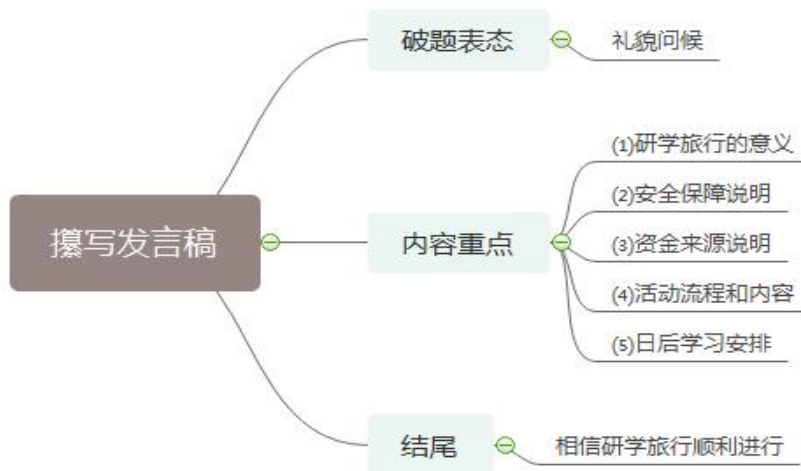 攥写发言稿
破题表态
礼貌问候
内容重点
(1)研学旅行的意义
(2)安全保障说明
(3)资金来源说明
(4)活动流程和内容
(5)日后学习安排
结尾
相信研学旅行顺利进行